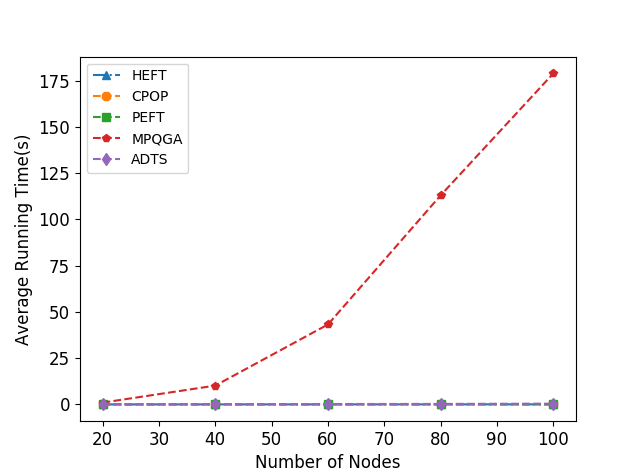 HEFT
CPOP
PEFT
MPQGA
ADTS
Average Running Time(s)
175
150
125
100
75
50
25
0
20 30 40 50 60 70 80 90 100
Number of Nodes